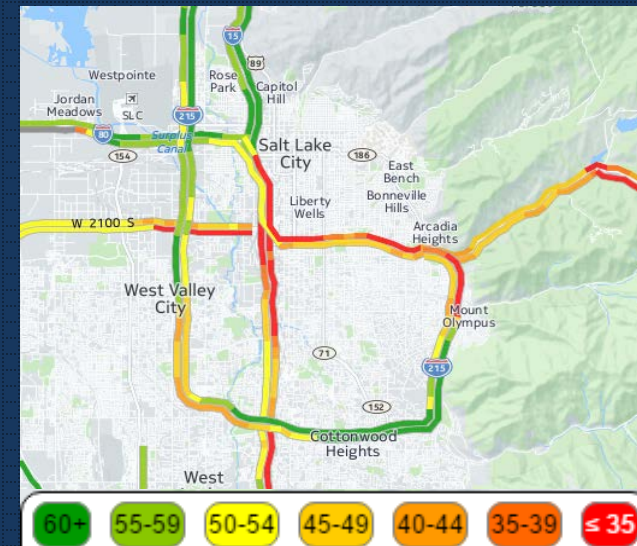 15
89
Westpointe
Rose
Park
Capitol
Hill
Jordan
Meadows
SLC
215
80
Surplus
Canal
154
Salt Lake
City
186
East
Bench
Bonneville
Hills
Liberty
Wells
W 2100 S
Arcadia
Heights
West Valley
City
Mount
Olympus
71
215
152
Cottonwood
Heights
West
60+ 55-59 50-54 45-49 40-44 35-39 ≤ 35